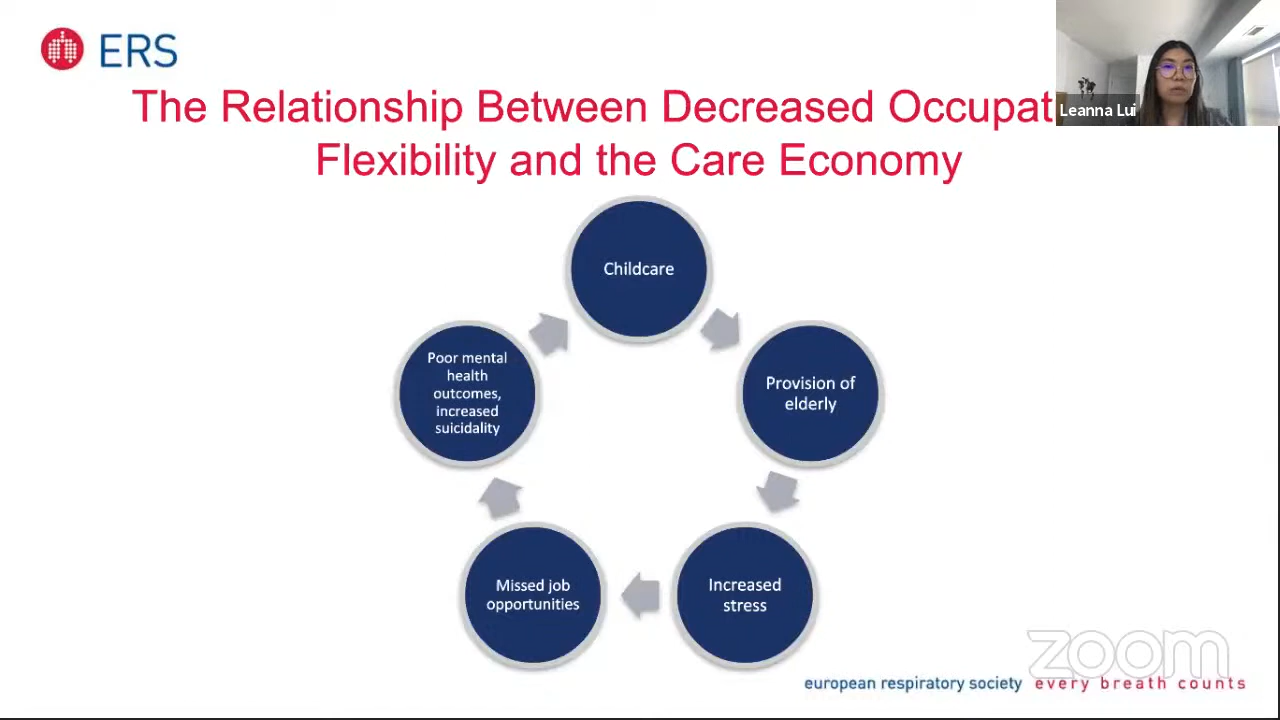 ERS
The Relationship Between Decreased Occupat
Flexibility and the Care Economy
Leanna Lui
Childcare
Provision of
elderly
Increased
stress
Missed job
opportunities
Poor mental
health
outcomes,
increased
suicidality
zoom
european respiratory society every breath counts